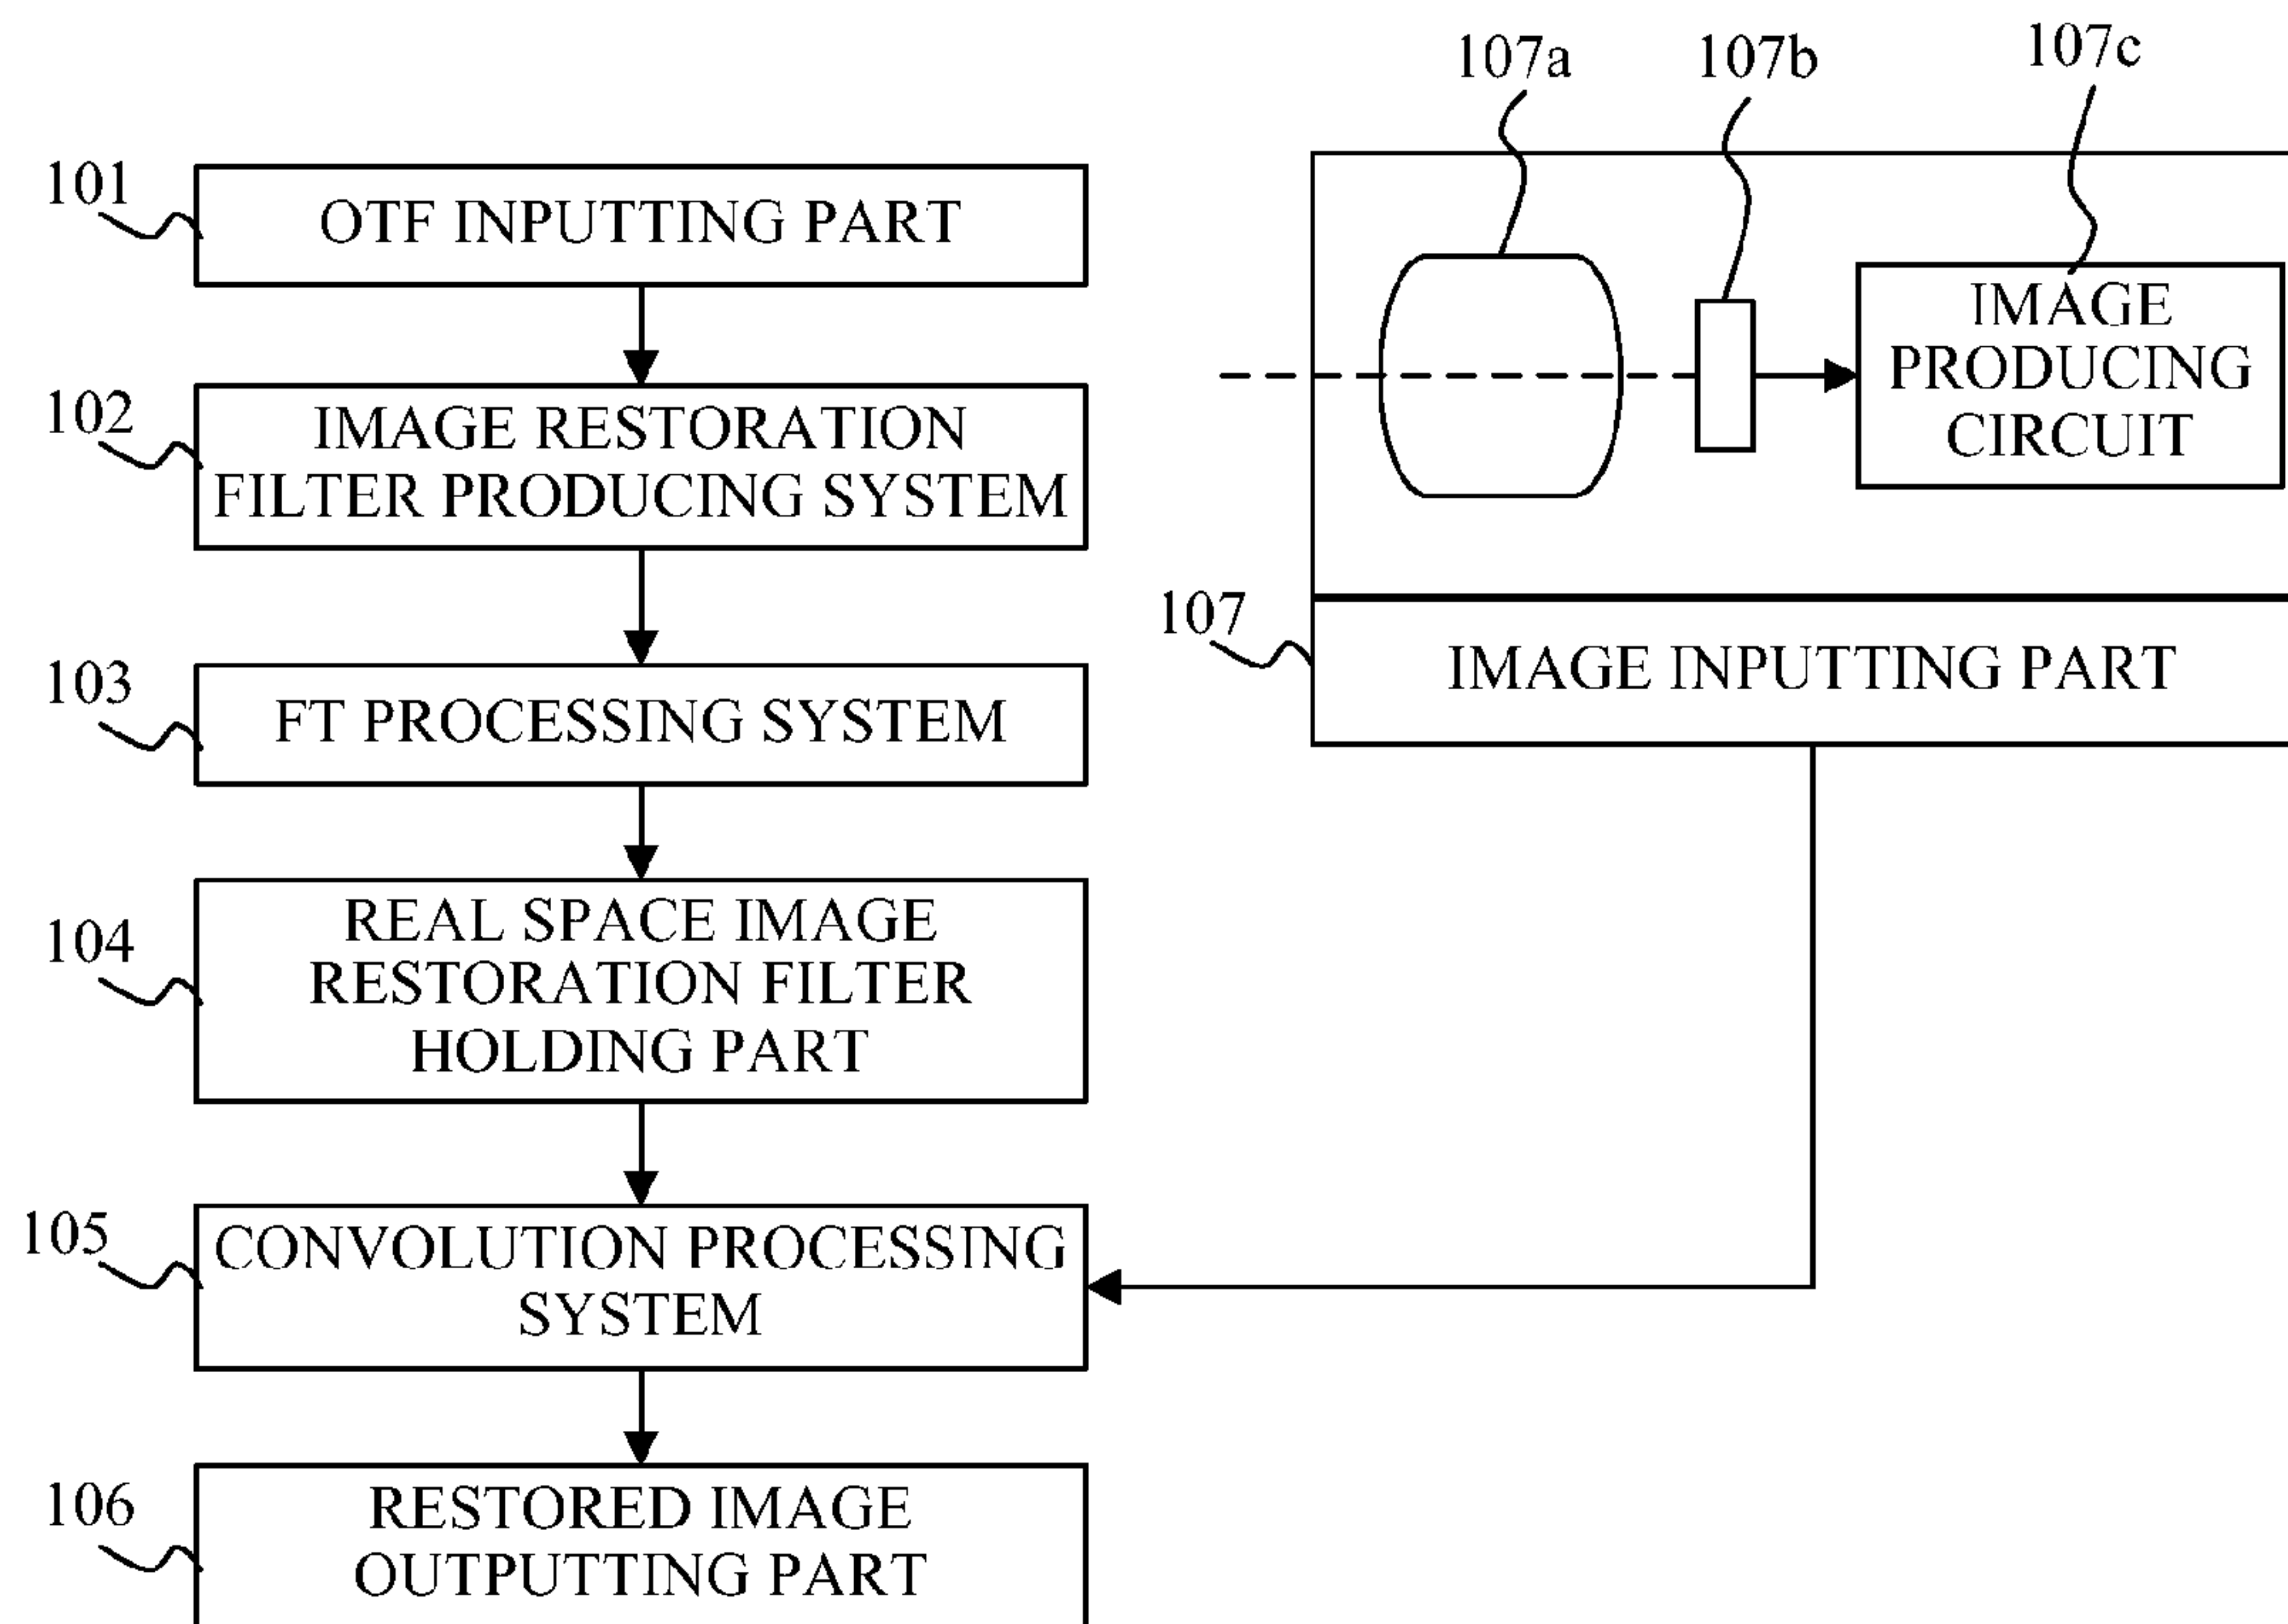 101
OTF INPUTTING PART
102
IMAGE RESTORATION
FILTER PRODUCING SYSTEM
103
FT PROCESSING SYSTEM
104
REAL SPACE IMAGE
RESTORATION FILTER
HOLDING PART
105
CONVOLUTION PROCESSING
SYSTEM
106
RESTORED IMAGE
OUTPUTTING PART
107a
107b
107c
IMAGE
PRODUCING
CIRCUIT
107
IMAGE INPUTTING PART